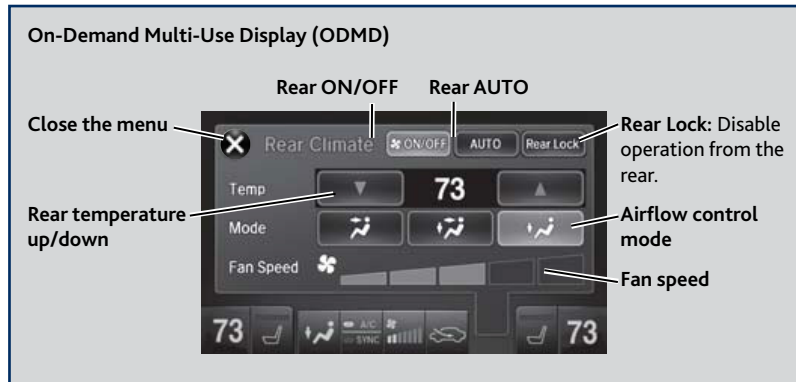 On-Demand Multi-Use Display (ODMD)
Rear ON/OFF
Rear AUTO
Close the menu
Rear Lock: Disable
operation from the
rear.
Rear Climate
ON/OFF
AUTO
Rear Lock
Temp
73
Rear temperature
up/down
Mode
Airflow control
mode
Fan Speed
Fan speed
73
A/C
SYNC
73